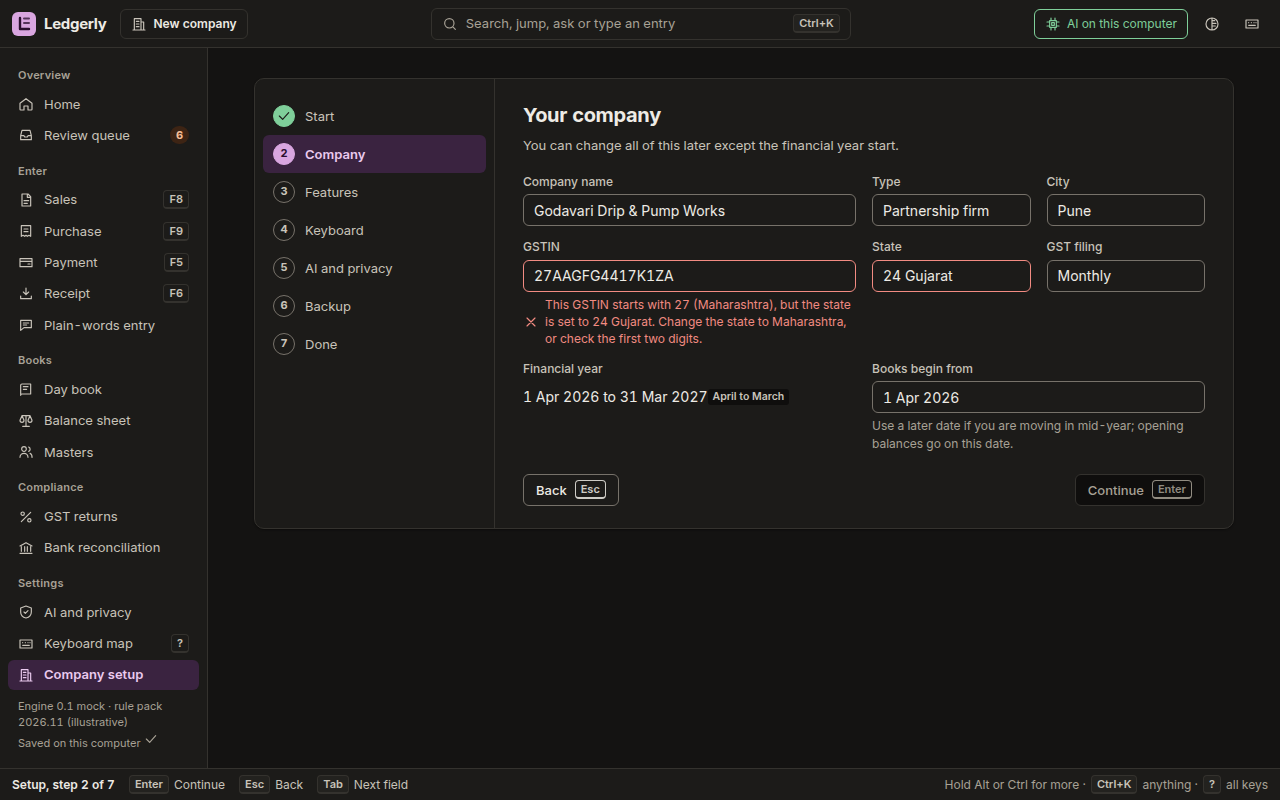 Ledgerly
New company
Search, jump, ask or type an entry
Ctrl+K
AI on this computer
Overview
Home
Review queue 6
Enter
Sales F8
Purchase F9
Payment F5
Receipt F6
Plain-words entry
Books
Day book
Balance sheet
Masters
Compliance
GST returns
Bank reconciliation
Settings
AI and privacy
Keyboard map ?
Company setup
Engine 0.1 mock · rule pack
2026.11 (illustrative)
Saved on this computer
Start
2 Company
3 Features
4 Keyboard
5 AI and privacy
6 Backup
7 Done
Your company
You can change all of this later except the financial year start.
Company name Type City
Godavari Drip & Pump Works Partnership firm Pune
GSTIN State GST filing
27AAGFG4417K1ZA 24 Gujarat Monthly
This GSTIN starts with 27 (Maharashtra), but the state
is set to 24 Gujarat. Change the state to Maharashtra,
or check the first two digits.
Financial year Books begin from
1 Apr 2026 to 31 Mar 2027 April to March 1 Apr 2026
Use a later date if you are moving in mid-year; opening
balances go on this date.
Back Esc Continue Enter
Setup, step 2 of 7 Enter Continue Esc Back Tab Next field Hold Alt or Ctrl for more · Ctrl+K anything · ? all keys